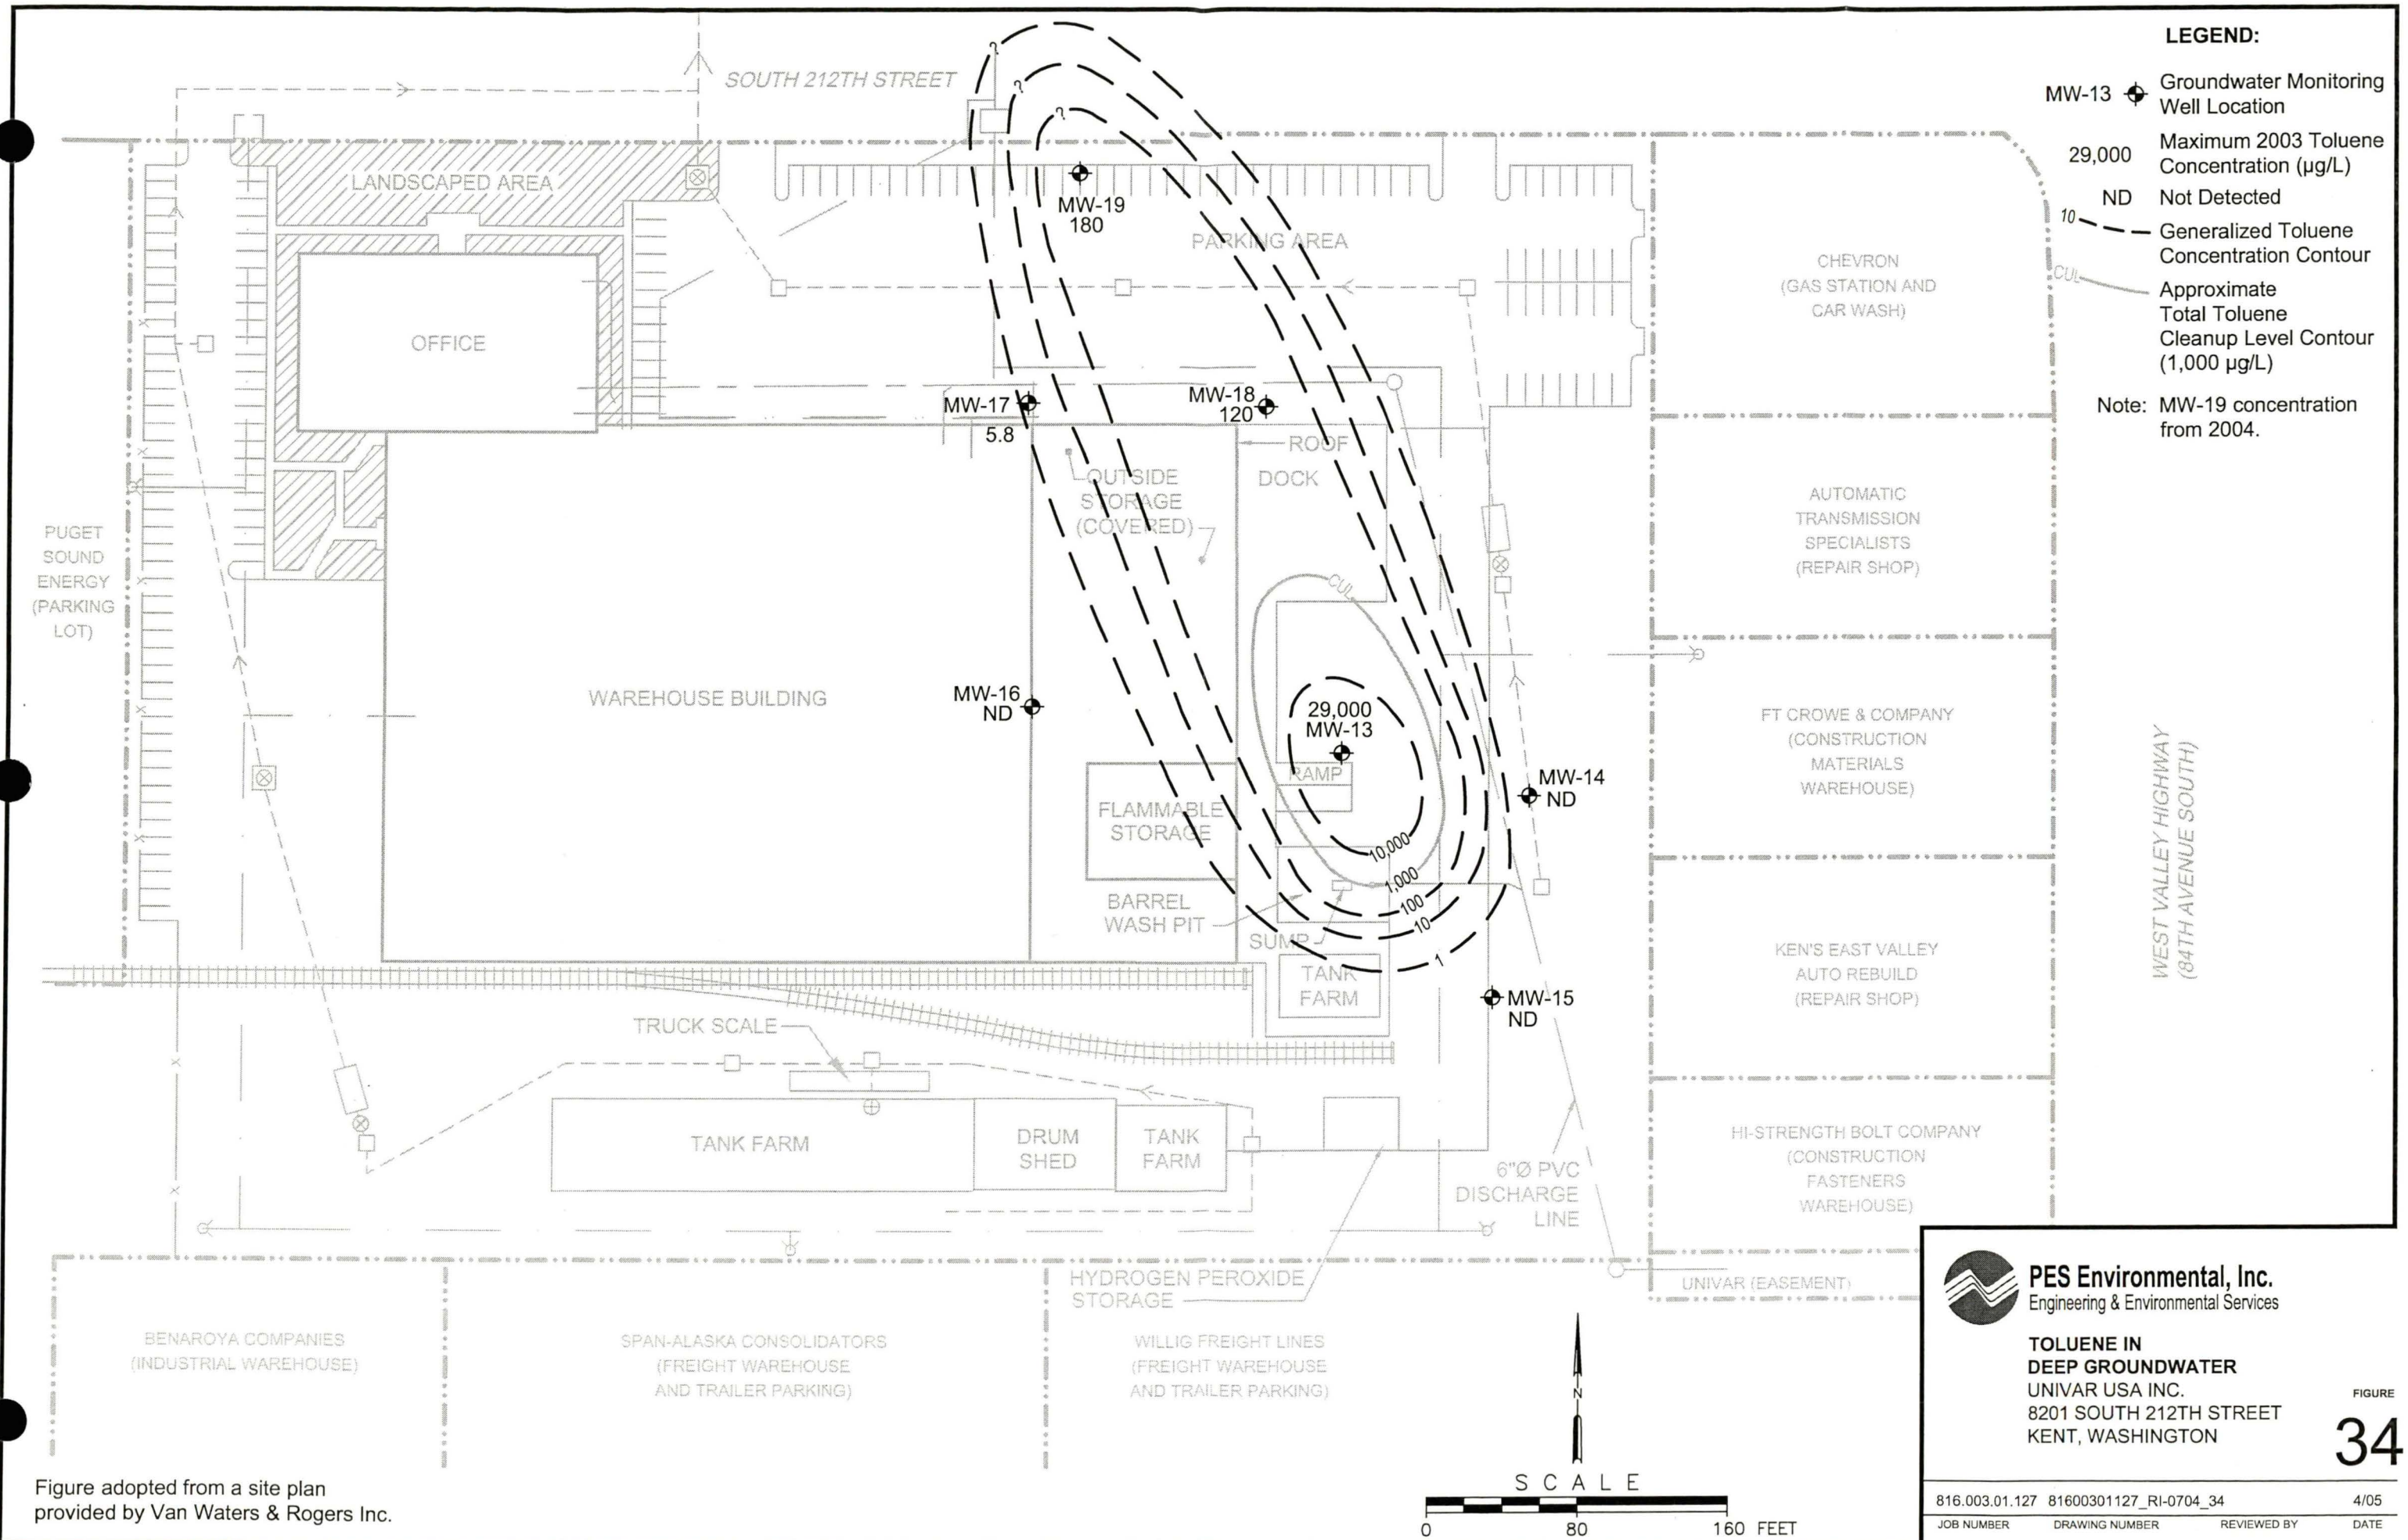 LEGEND:
MW-13
Groundwater Monitoring
Well Location
29,000
Maximum 2003 Toluene
Concentration (µg/L)
ND
Not Detected
10
Generalized Toluene
Concentration Contour
CUL
Approximate
Total Toluene
Cleanup Level Contour
(1,000 µg/L)
Note: MW-19 concentration
from 2004.
SOUTH 212TH STREET
?
?
?
LANDSCAPED AREA
MW-19
180
PARKING AREA
OFFICE
MW-17
5.8
MW-18
120
ROOF
DOCK
OUTSIDE
STORAGE
(COVERED)
CHEVRON
(GAS STATION AND
CAR WASH)
AUTOMATIC
TRANSMISSION
SPECIALISTS
(REPAIR SHOP)
PUGET
SOUND
ENERGY
(PARKING
LOT)
CUL
WAREHOUSE BUILDING
MW-16
ND
29,000
MW-13
RAMP
MW-14
ND
FT CROWE & COMPANY
(CONSTRUCTION
MATERIALS
WAREHOUSE)
WEST VALLEY HIGHWAY
(84TH AVENUE SOUTH)
FLAMMABLE
STORAGE
10,000
1,000
100
10
1
BARREL
WASH PIT
SUMP
TANK
FARM
MW-15
ND
KEN'S EAST VALLEY
AUTO REBUILD
(REPAIR SHOP)
TRUCK SCALE
TANK FARM
DRUM
SHED
TANK
FARM
6"Ø PVC
DISCHARGE
LINE
HI-STRENGTH BOLT COMPANY
(CONSTRUCTION
FASTENERS
WAREHOUSE)
HYDROGEN PEROXIDE
STORAGE
UNIVAR (EASEMENT)
BENAROYA COMPANIES
(INDUSTRIAL WAREHOUSE)
SPAN-ALASKA CONSOLIDATORS
(FREIGHT WAREHOUSE
AND TRAILER PARKING)
WILLIG FREIGHT LINES
(FREIGHT WAREHOUSE
AND TRAILER PARKING)
N
SCALE
0 80 160 FEET
Figure adopted from a site plan
provided by Van Waters & Rogers Inc.
PES Environmental, Inc.
Engineering & Environmental Services
TOLUENE IN
DEEP GROUNDWATER
UNIVAR USA INC.
8201 SOUTH 212TH STREET
KENT, WASHINGTON
FIGURE
34
816.003.01.127 81600301127_RI-0704_34 4/05
JOB NUMBER DRAWING NUMBER REVIEWED BY DATE